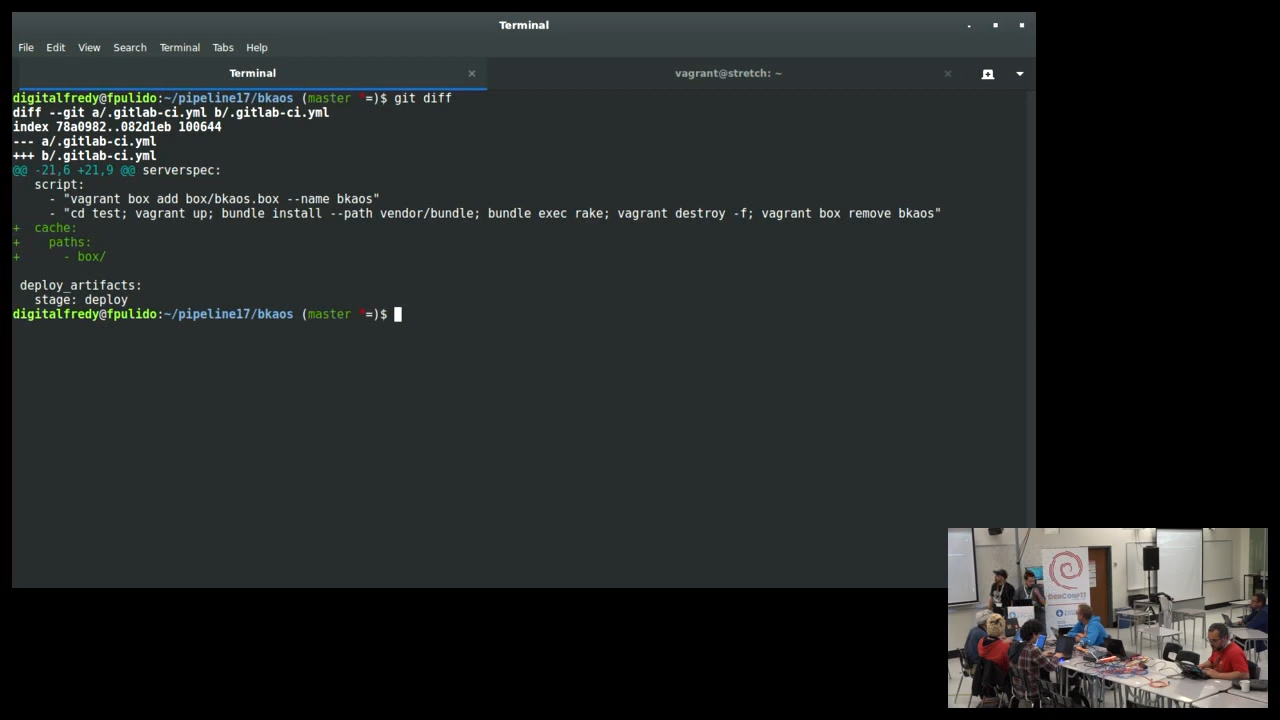 Terminal
File Edit View Search Terminal Tabs Help
Terminal
vagrant@stretch: ~
digitalfredy@fpulido:~/pipeline17/bkaos (master *=)$ git diff
diff --git a/.gitlab-ci.yml b/.gitlab-ci.yml
index 78a0982..082d1eb 100644
--- a/.gitlab-ci.yml
+++ b/.gitlab-ci.yml
@@ -21,6 +21,9 @@ serverspec:
script:
- "vagrant box add box/bkaos.box --name bkaos"
- "cd test; vagrant up; bundle install --path vendor/bundle; bundle exec rake; vagrant destroy -f; vagrant box remove bkaos"
+ cache:
+ paths:
+ - box/
deploy_artifacts:
stage: deploy
digitalfredy@fpulido:~/pipeline17/bkaos (master *=)$
DebConf17